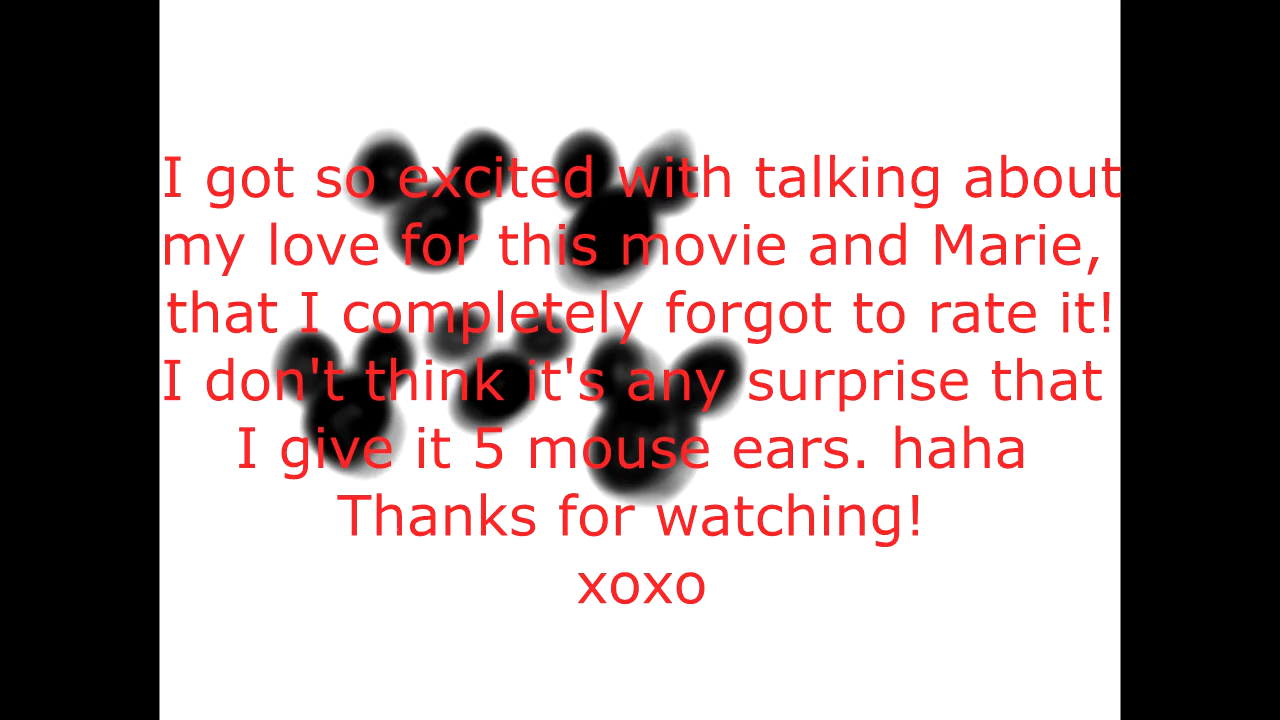 I got so excited with talking about
my love for this movie and Marie,
that I completely forgot to rate it!
I don't think it's any surprise that
I give it 5 mouse ears. haha
Thanks for watching!
xoxo